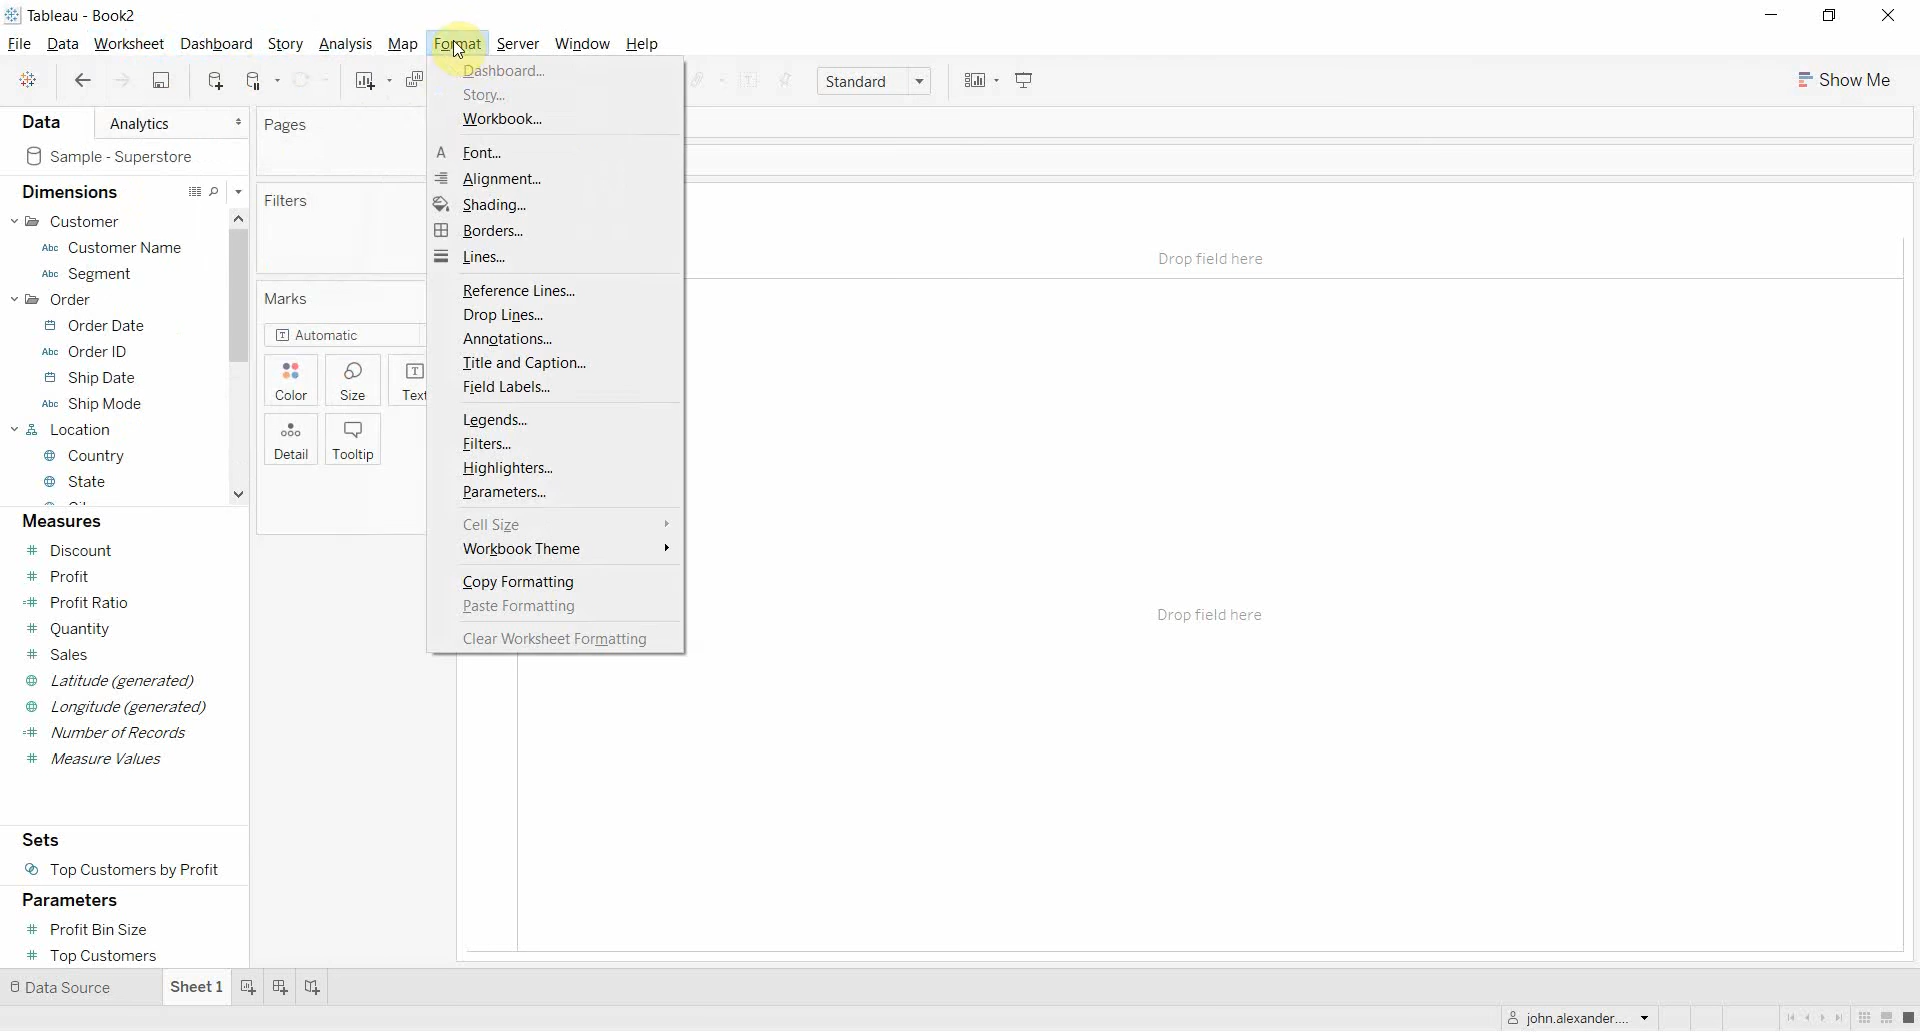 Tableau - Book2
File Data Worksheet Dashboard Story Analysis Map Format Server Window Help
Standard
Show Me
Data
Analytics
Sample - Superstore
Dimensions
Customer
Abc Customer Name
Abc Segment
Order
Order Date
Abc Order ID
Ship Date
Abc Ship Mode
Location
Country
State
Measures
Discount
Profit
Profit Ratio
Quantity
Sales
Latitude (generated)
Longitude (generated)
Number of Records
Measure Values
Sets
Top Customers by Profit
Parameters
Profit Bin Size
Top Customers
Pages
Filters
Marks
T Automatic
Color Size Text
Detail Tooltip
Dashboard...
Story...
Workbook...
A Font...
Alignment...
Shading...
Borders...
Lines...
Reference Lines...
Drop Lines...
Annotations...
Title and Caption...
Field Labels...
Legends...
Filters...
Highlighters...
Parameters...
Cell Size
Workbook Theme
Copy Formatting
Paste Formatting
Clear Worksheet Formatting
Drop field here
Drop field here
Data Source
Sheet 1
john.alexander....